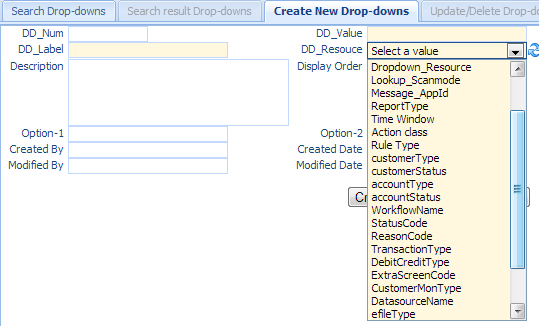 Search Drop-downs Search result Drop-downs Create New Drop-downs Update/Delete Drop-d
DD_Num DD_Value
DD_Label DD_Resouce Select a value
Description Display Order
Dropdown_Resource
Lookup_Scanmode
Message_AppId
ReportType
Time Window
Option-1 Option-2 Action class
Created By Created Date Rule Type
Modified By Modified Date customerType
customerStatus
accountType
Cr accountStatus
WorkflowName
StatusCode
ReasonCode
TransactionType
DebitCreditType
ExtraScreenCode
CustomerMonType
DatasourceName
efileType